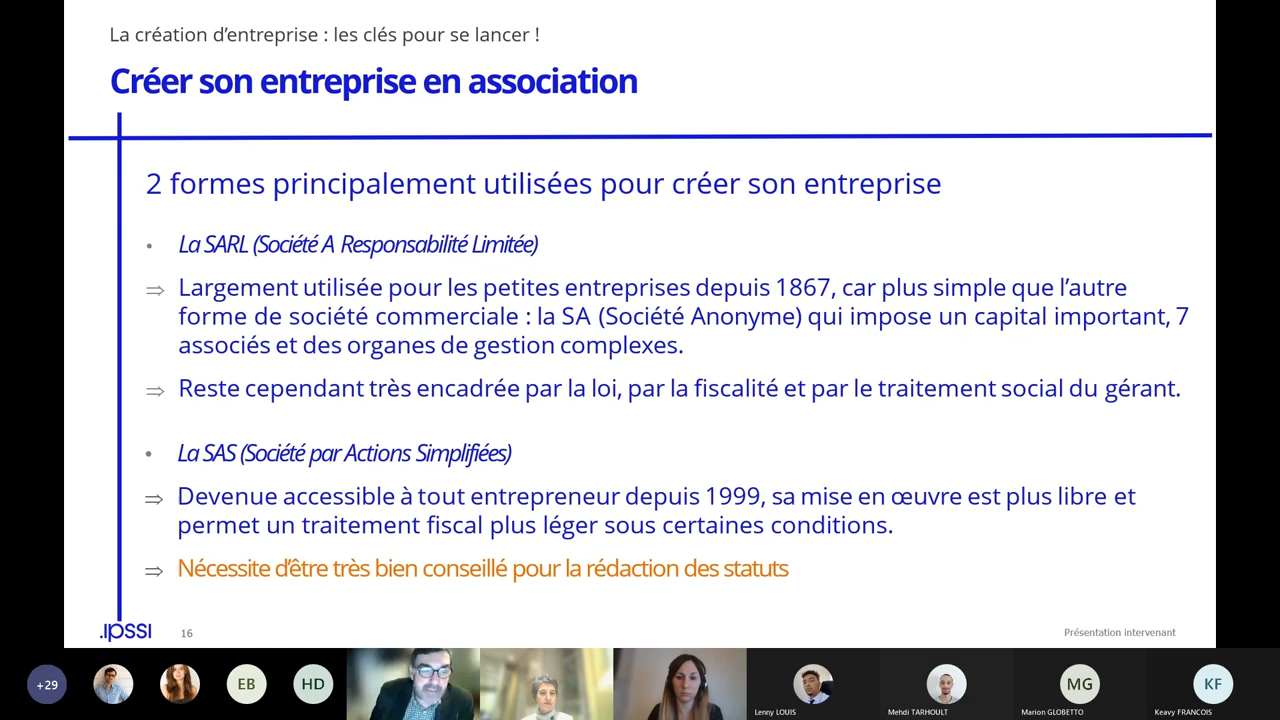 La création d'entreprise : les clés pour se lancer !
Créer son entreprise en association
2 formes principalement utilisées pour créer son entreprise
• La SARL (Société A Responsabilité Limitée)
⇒ Largement utilisée pour les petites entreprises depuis 1867, car plus simple que l'autre
forme de société commerciale : la SA (Société Anonyme) qui impose un capital important, 7
associés et des organes de gestion complexes.
⇒ Reste cependant très encadrée par la loi, par la fiscalité et par le traitement social du gérant.
• La SAS (Société par Actions Simplifiées)
⇒ Devenue accessible à tout entrepreneur depuis 1999, sa mise en œuvre est plus libre et
permet un traitement fiscal plus léger sous certaines conditions.
⇒ Nécessite d'être très bien conseillé pour la rédaction des statuts
.IPSSI
16
Présentation intervenant
+29
EB
HD
MG
KF
Lenny LOUIS
Mehdi TARHOULT
Marion GLOBETTO
Keavy FRANCOIS